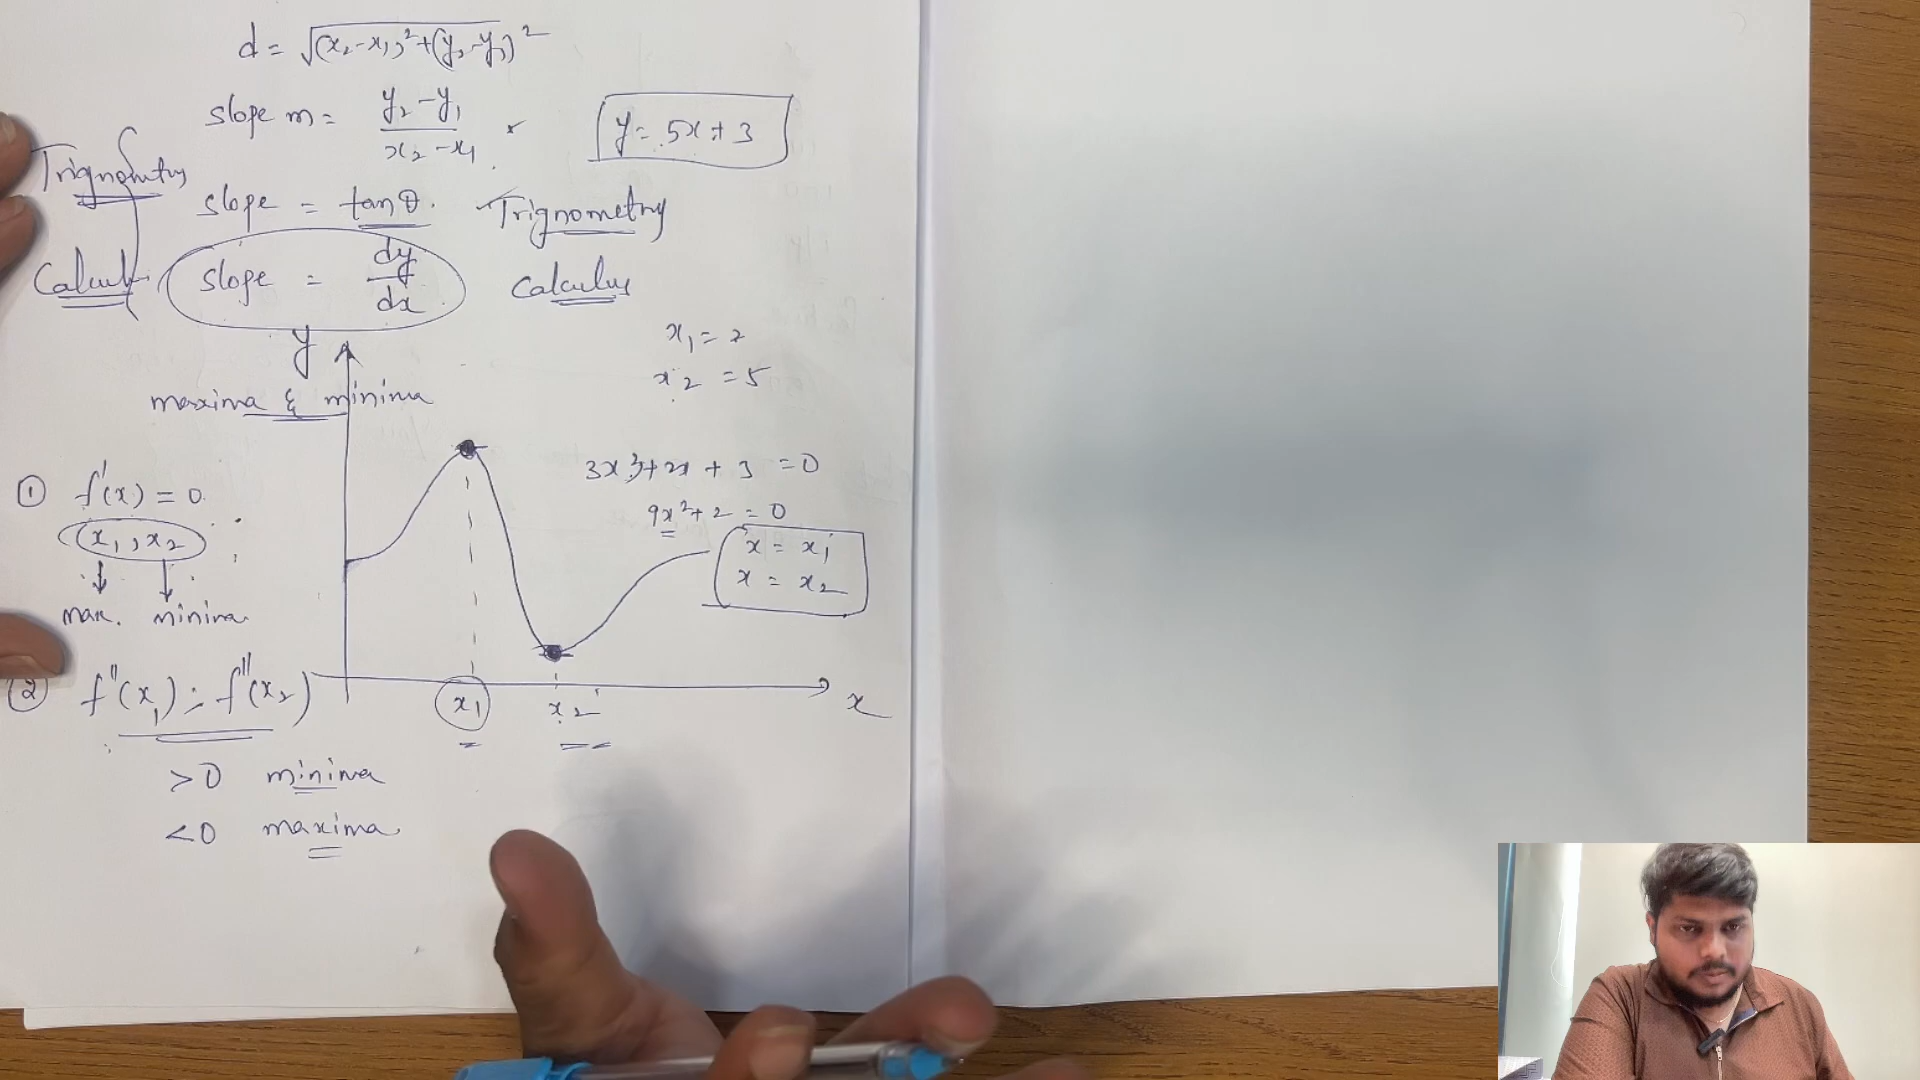 d = √(x₂-x₁)²+(y₂-y₁)²
slope m = y₂-y₁ / x₂-x₁
y = 5x + 3
Trignometry
slope = tanθ. Trignometry
slope = dy/dx Calculus
y
x₁ = 2
x₂ = 5
maxima & minima
① f'(x) = 0
x₁, x₂
max. minima
3x³+2x + 3 = 0
9x²+2 = 0
x = x₁
x = x₂
② f''(x₁) ; f''(x₂)
x₁ x₂ x
>0 minima
<0 maxima